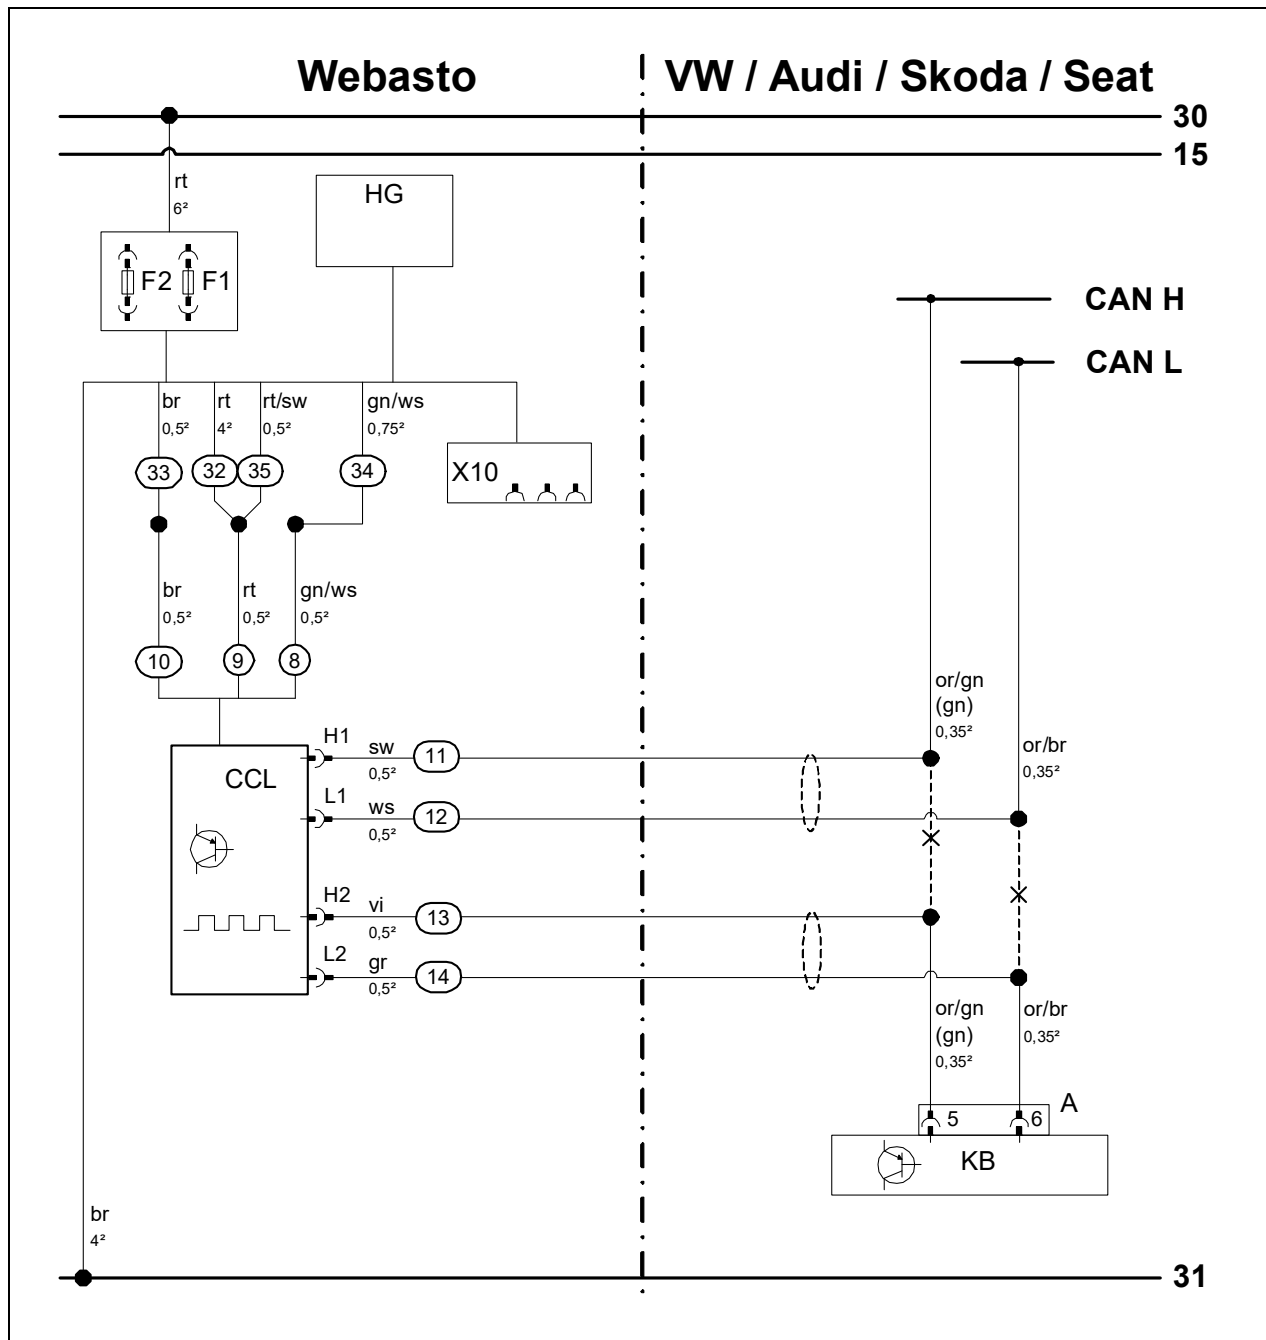 Webasto
VW / Audi / Skoda / Seat
30
15
rt
6²
HG
F2
F1
CAN H
CAN L
br
rt
rt/sw
gn/ws
0,5²
4²
0,5²
0,75²
33
32
35
34
X10
br
rt
gn/ws
0,5²
0,5²
0,5²
10
9
8
or/gn
(gn)
0,35²
or/br
0,35²
CCL
H1
sw
0,5²
11
L1
ws
0,5²
12
H2
vi
0,5²
13
L2
gr
0,5²
14
or/gn
(gn)
0,35²
or/br
0,35²
A
5
6
KB
br
4²
31